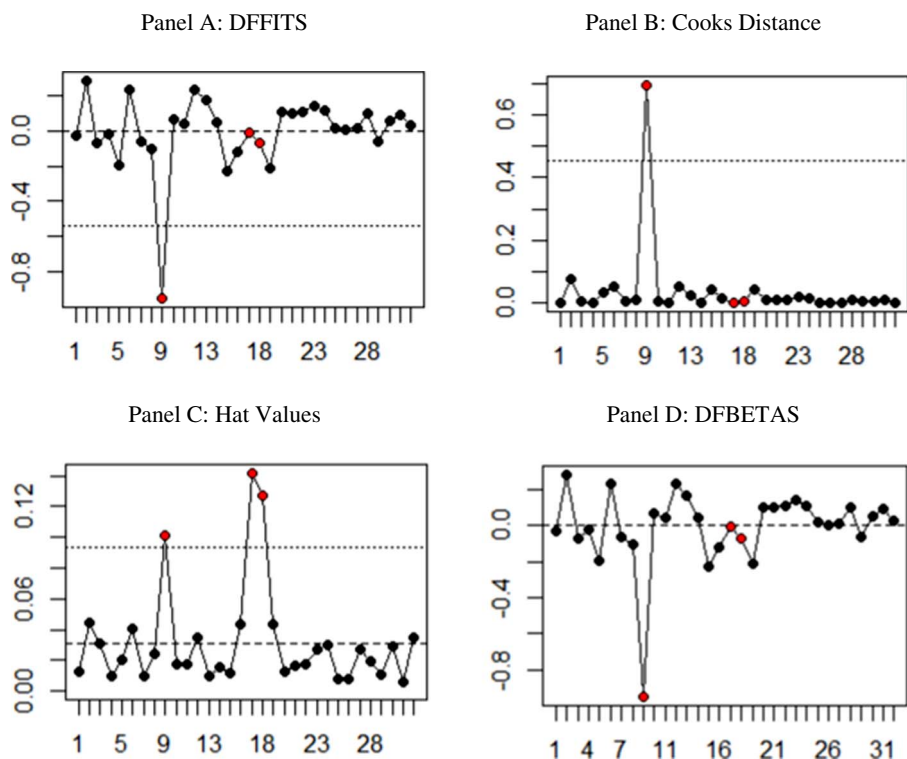 Panel A: DFFITS
Panel B: Cooks Distance
0.0
-0.4
-0.8
1 5 9 13 18 23 28
0.6
0.4
0.2
0.0
1 5 9 13 18 23 28
Panel C: Hat Values
Panel D: DFBETAS
0.12
0.06
0.00
1 5 9 13 18 23 28
0.0
-0.4
-0.8
1 4 7 11 16 21 26 31